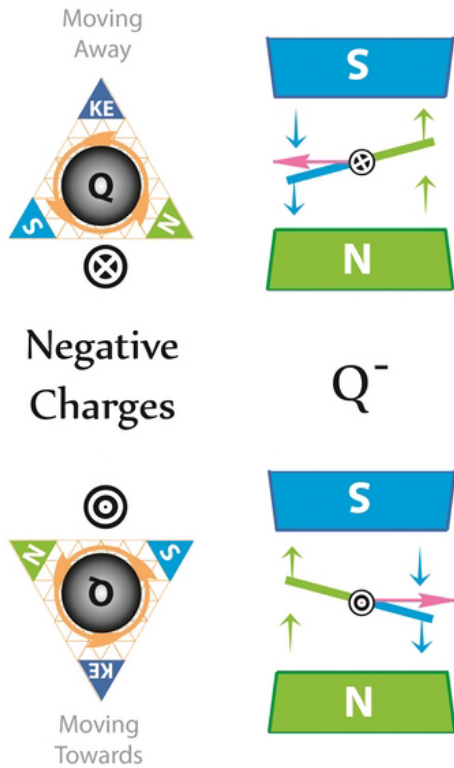 Moving
Away
KE
Q
S
N
S
N
Negative
Charges
Q-
N
S
Q
KE
Moving
Towards
S
N